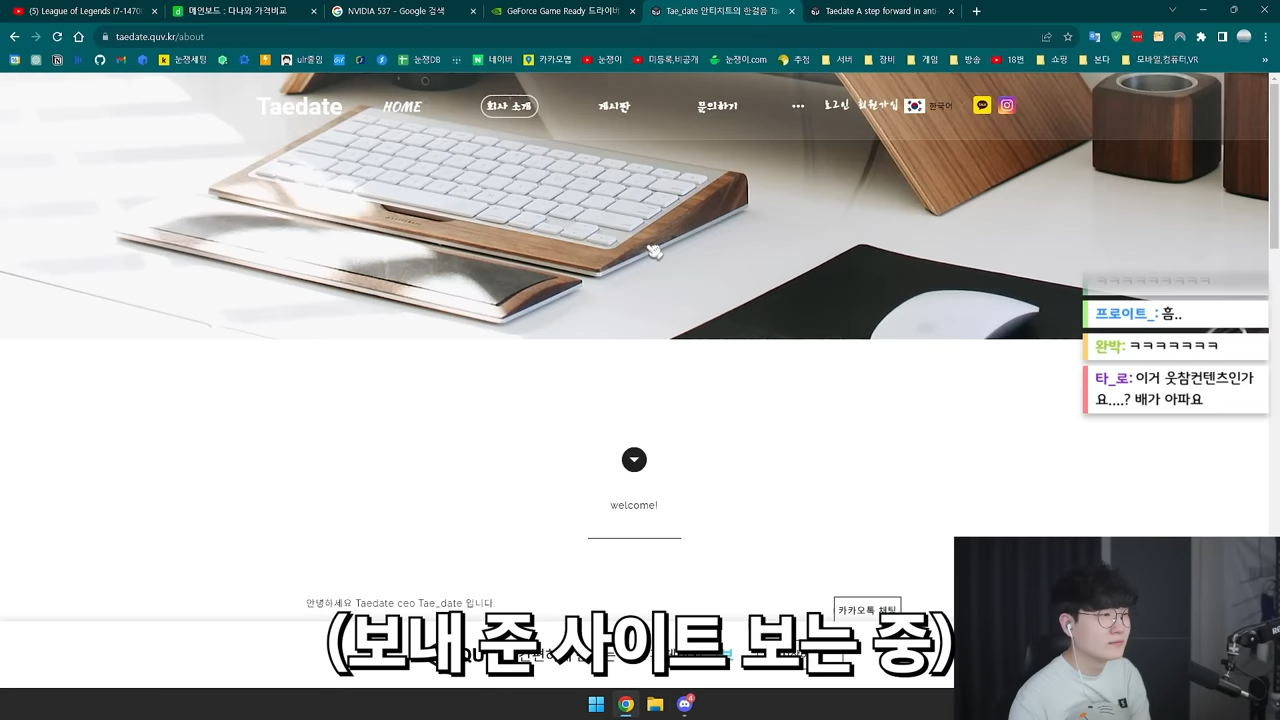 (5) League of Legends i7-1470
메인보드 : 다나와 가격비교
NVIDIA 537 - Google 검색
GeForce Game Ready 드라이버
Tae_date 안티치트의 한걸음 Tae
Taedate A step forward in anti-
taedate.quv.kr/about
눈쟁세팅
ulr줄임
눈쟁DB
네이버
카카오맵
눈쟁이
미등록,비공개
눈쟁이.com
추첨
서버
장비
게임
방송
18번
쇼핑
본다
모바일,컴퓨터,VR
»
Taedate
HOME
회사 소개
게시판
문의하기
•••
로그인
회원가입
한국어
ㅋㅋㅋㅋㅋㅋㅋㅋㅋㅋ
프로이트_: 흠..
완박: ㅋㅋㅋㅋㅋㅋㅋ
타_로: 이거 웃참컨텐츠인가
요....? 배가 아파요
welcome!
안녕하세요 Taedate ceo Tae_date 입니다.
카카오톡 채팅
(보내 준 사이트 보는 중)
4